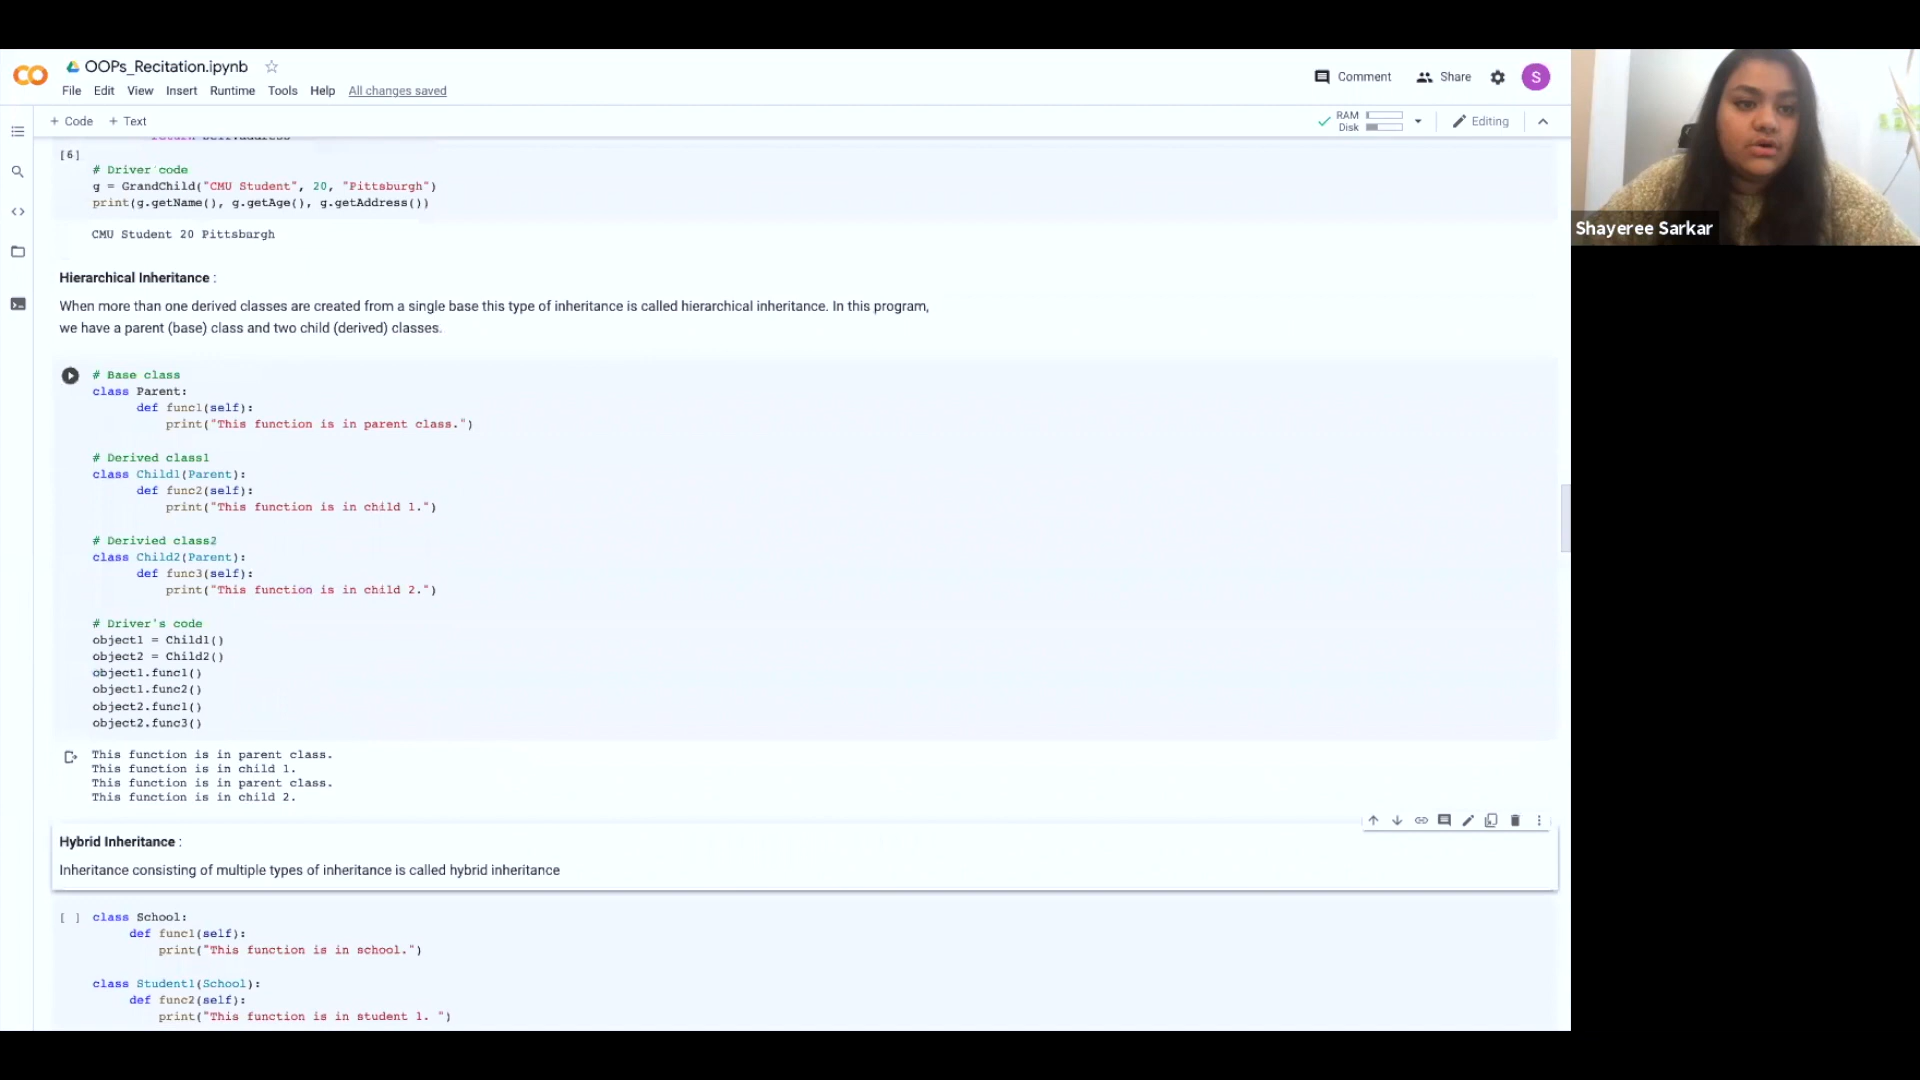 OOPs_Recitation.ipynb
Comment
Share
S
File Edit View Insert Runtime Tools Help All changes saved
+ Code + Text
RAM
Disk
Editing
return self.address
[6]
# Driver code
g = GrandChild("CMU Student", 20, "Pittsburgh")
print(g.getName(), g.getAge(), g.getAddress())
CMU Student 20 Pittsburgh
Hierarchical Inheritance :
When more than one derived classes are created from a single base this type of inheritance is called hierarchical inheritance. In this program,
we have a parent (base) class and two child (derived) classes.
# Base class
class Parent:
def func1(self):
print("This function is in parent class.")
# Derived class1
class Child1(Parent):
def func2(self):
print("This function is in child 1.")
# Derivied class2
class Child2(Parent):
def func3(self):
print("This function is in child 2.")
# Driver's code
object1 = Child1()
object2 = Child2()
object1.func1()
object1.func2()
object2.func1()
object2.func3()
This function is in parent class.
This function is in child 1.
This function is in parent class.
This function is in child 2.
Hybrid Inheritance :
Inheritance consisting of multiple types of inheritance is called hybrid inheritance
[ ] class School:
def func1(self):
print("This function is in school.")
class Student1(School):
def func2(self):
print("This function is in student 1. ")
Shayeree Sarkar